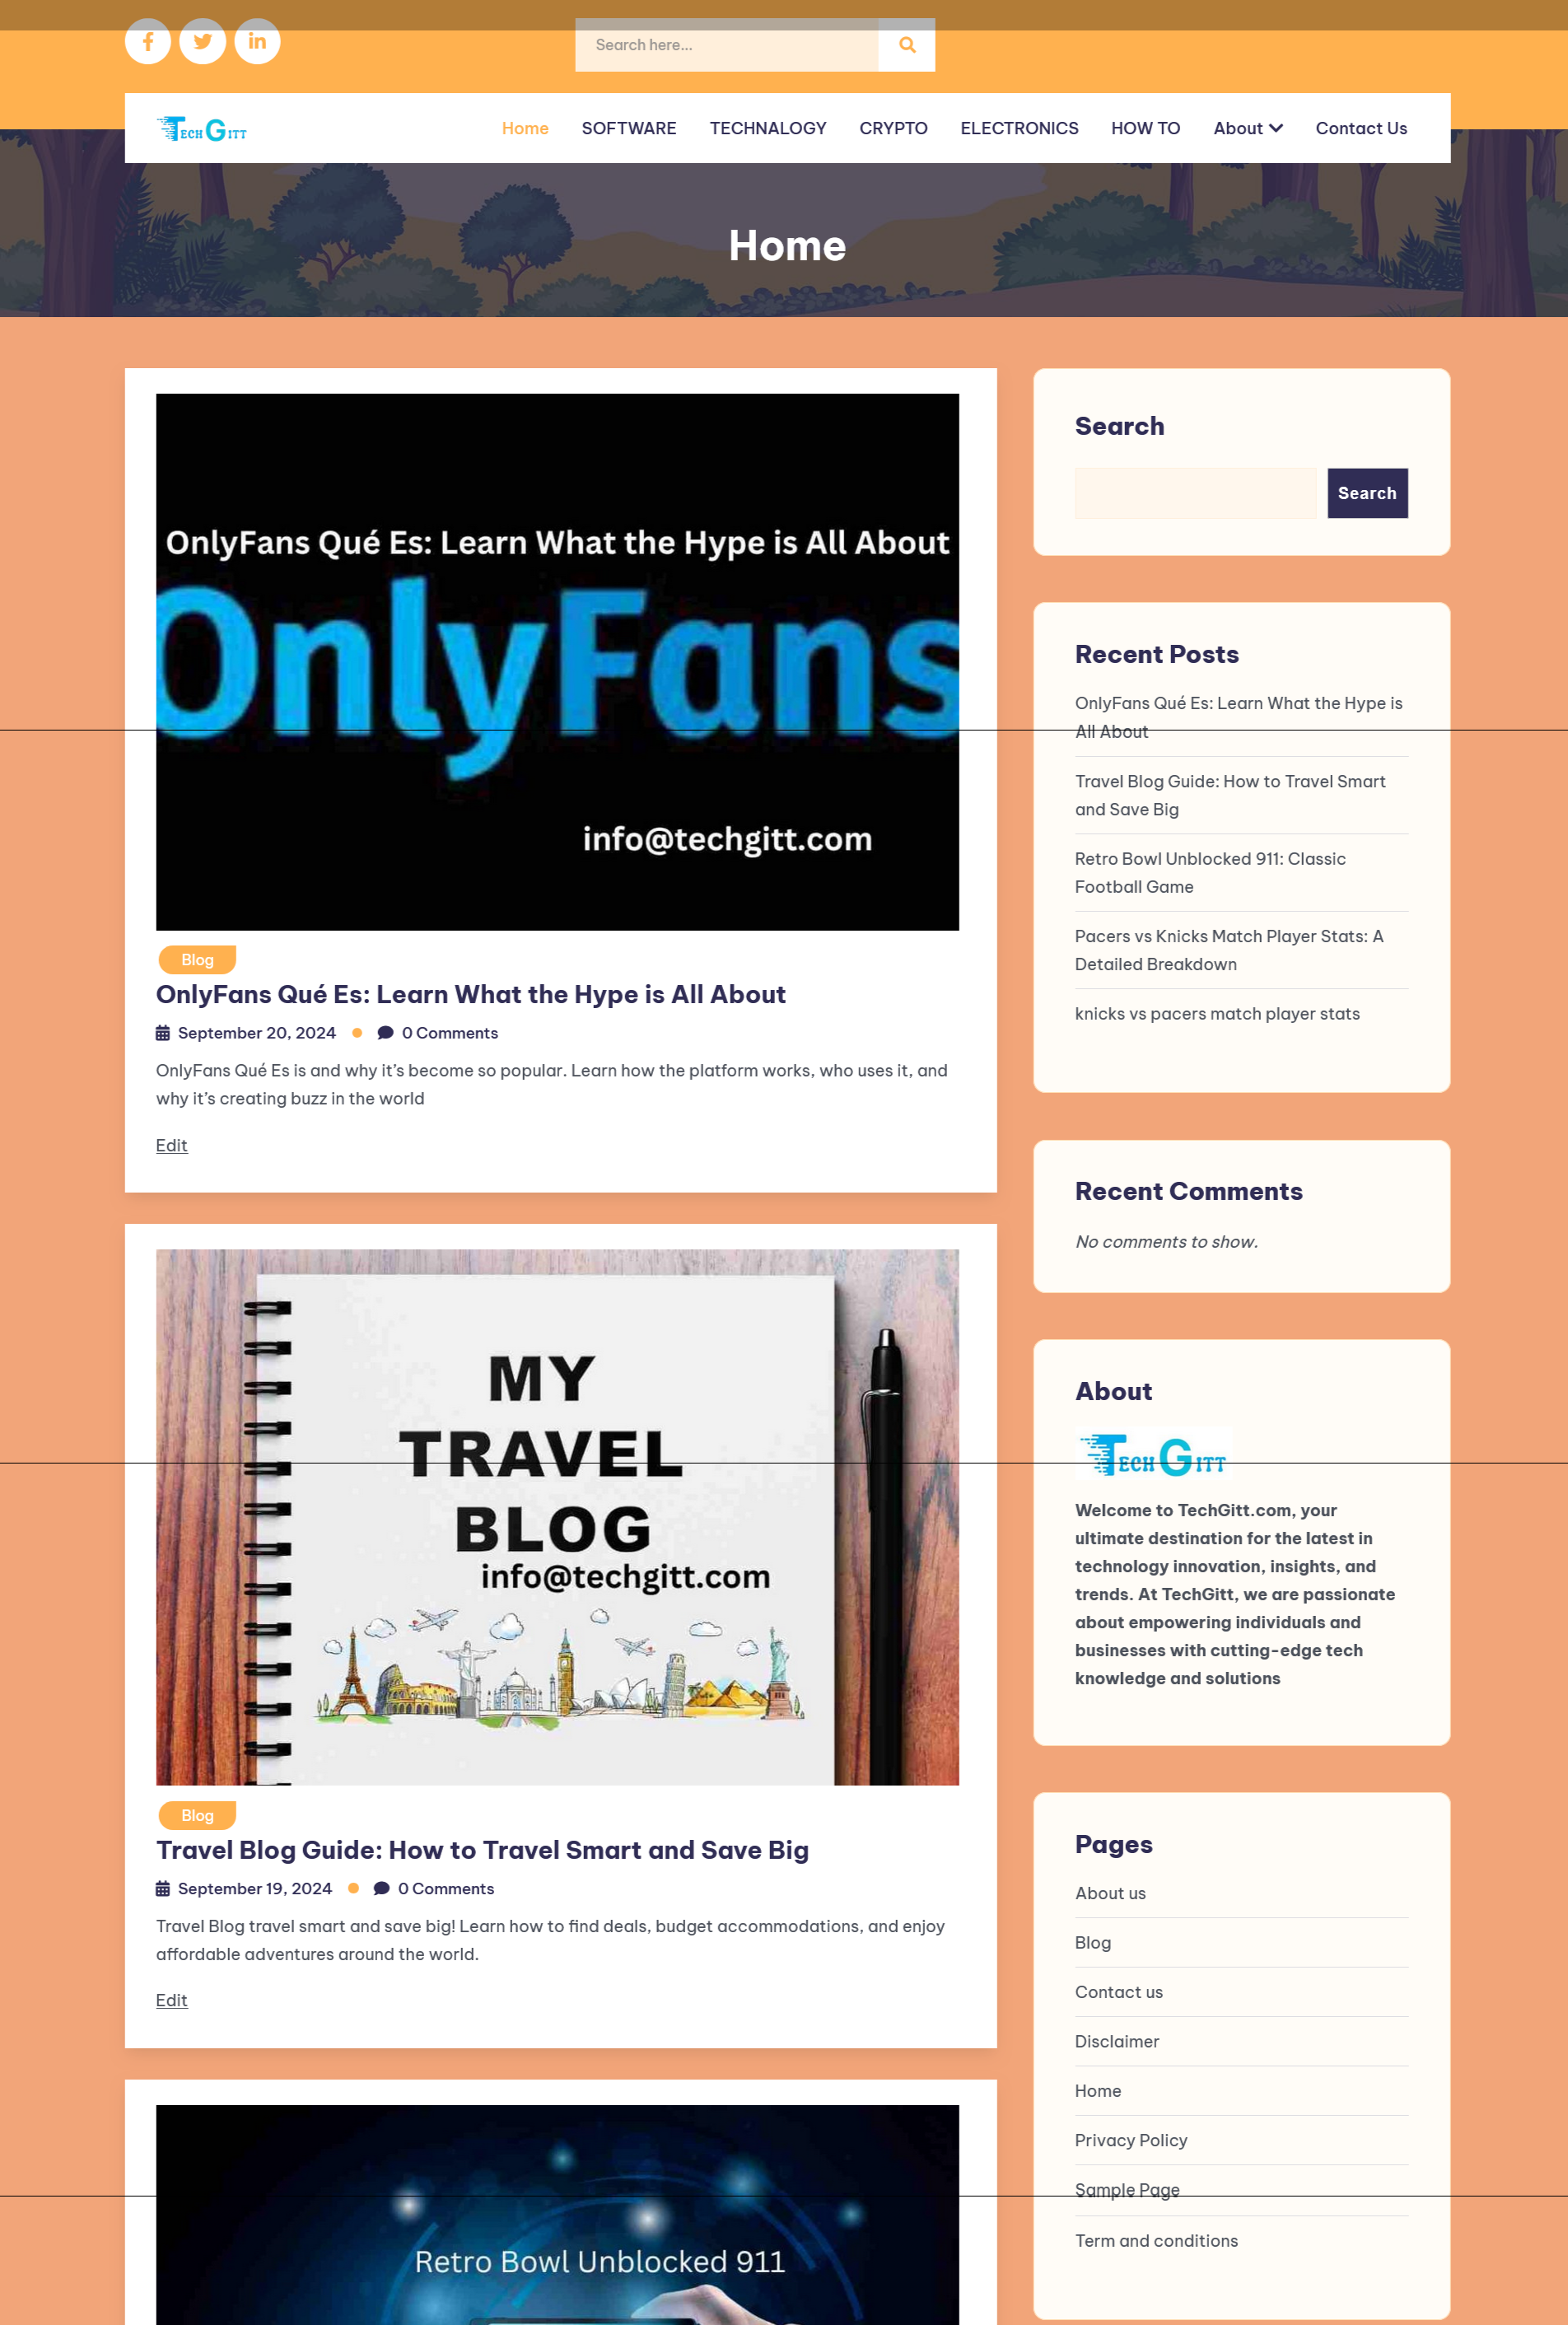 Search here...
TECH GITT
Home
SOFTWARE
TECHNALOGY
CRYPTO
ELECTRONICS
HOW TO
About
Contact Us
Home
OnlyFans Qué Es: Learn What the Hype is All About
OnlyFans
info@techgitt.com
Blog
OnlyFans Qué Es: Learn What the Hype is All About
September 20, 2024
0 Comments
OnlyFans Qué Es is and why it’s become so popular. Learn how the platform works, who uses it, and
why it’s creating buzz in the world
Edit
MY
TRAVEL
BLOG
info@techgitt.com
Blog
Travel Blog Guide: How to Travel Smart and Save Big
September 19, 2024
0 Comments
Travel Blog travel smart and save big! Learn how to find deals, budget accommodations, and enjoy
affordable adventures around the world.
Edit
Retro Bowl Unblocked 911
Search
Search
Recent Posts
OnlyFans Qué Es: Learn What the Hype is
All About
Travel Blog Guide: How to Travel Smart
and Save Big
Retro Bowl Unblocked 911: Classic
Football Game
Pacers vs Knicks Match Player Stats: A
Detailed Breakdown
knicks vs pacers match player stats
Recent Comments
No comments to show.
About
TECH GITT
Welcome to TechGitt.com, your
ultimate destination for the latest in
technology innovation, insights, and
trends. At TechGitt, we are passionate
about empowering individuals and
businesses with cutting-edge tech
knowledge and solutions
Pages
About us
Blog
Contact us
Disclaimer
Home
Privacy Policy
Sample Page
Term and conditions